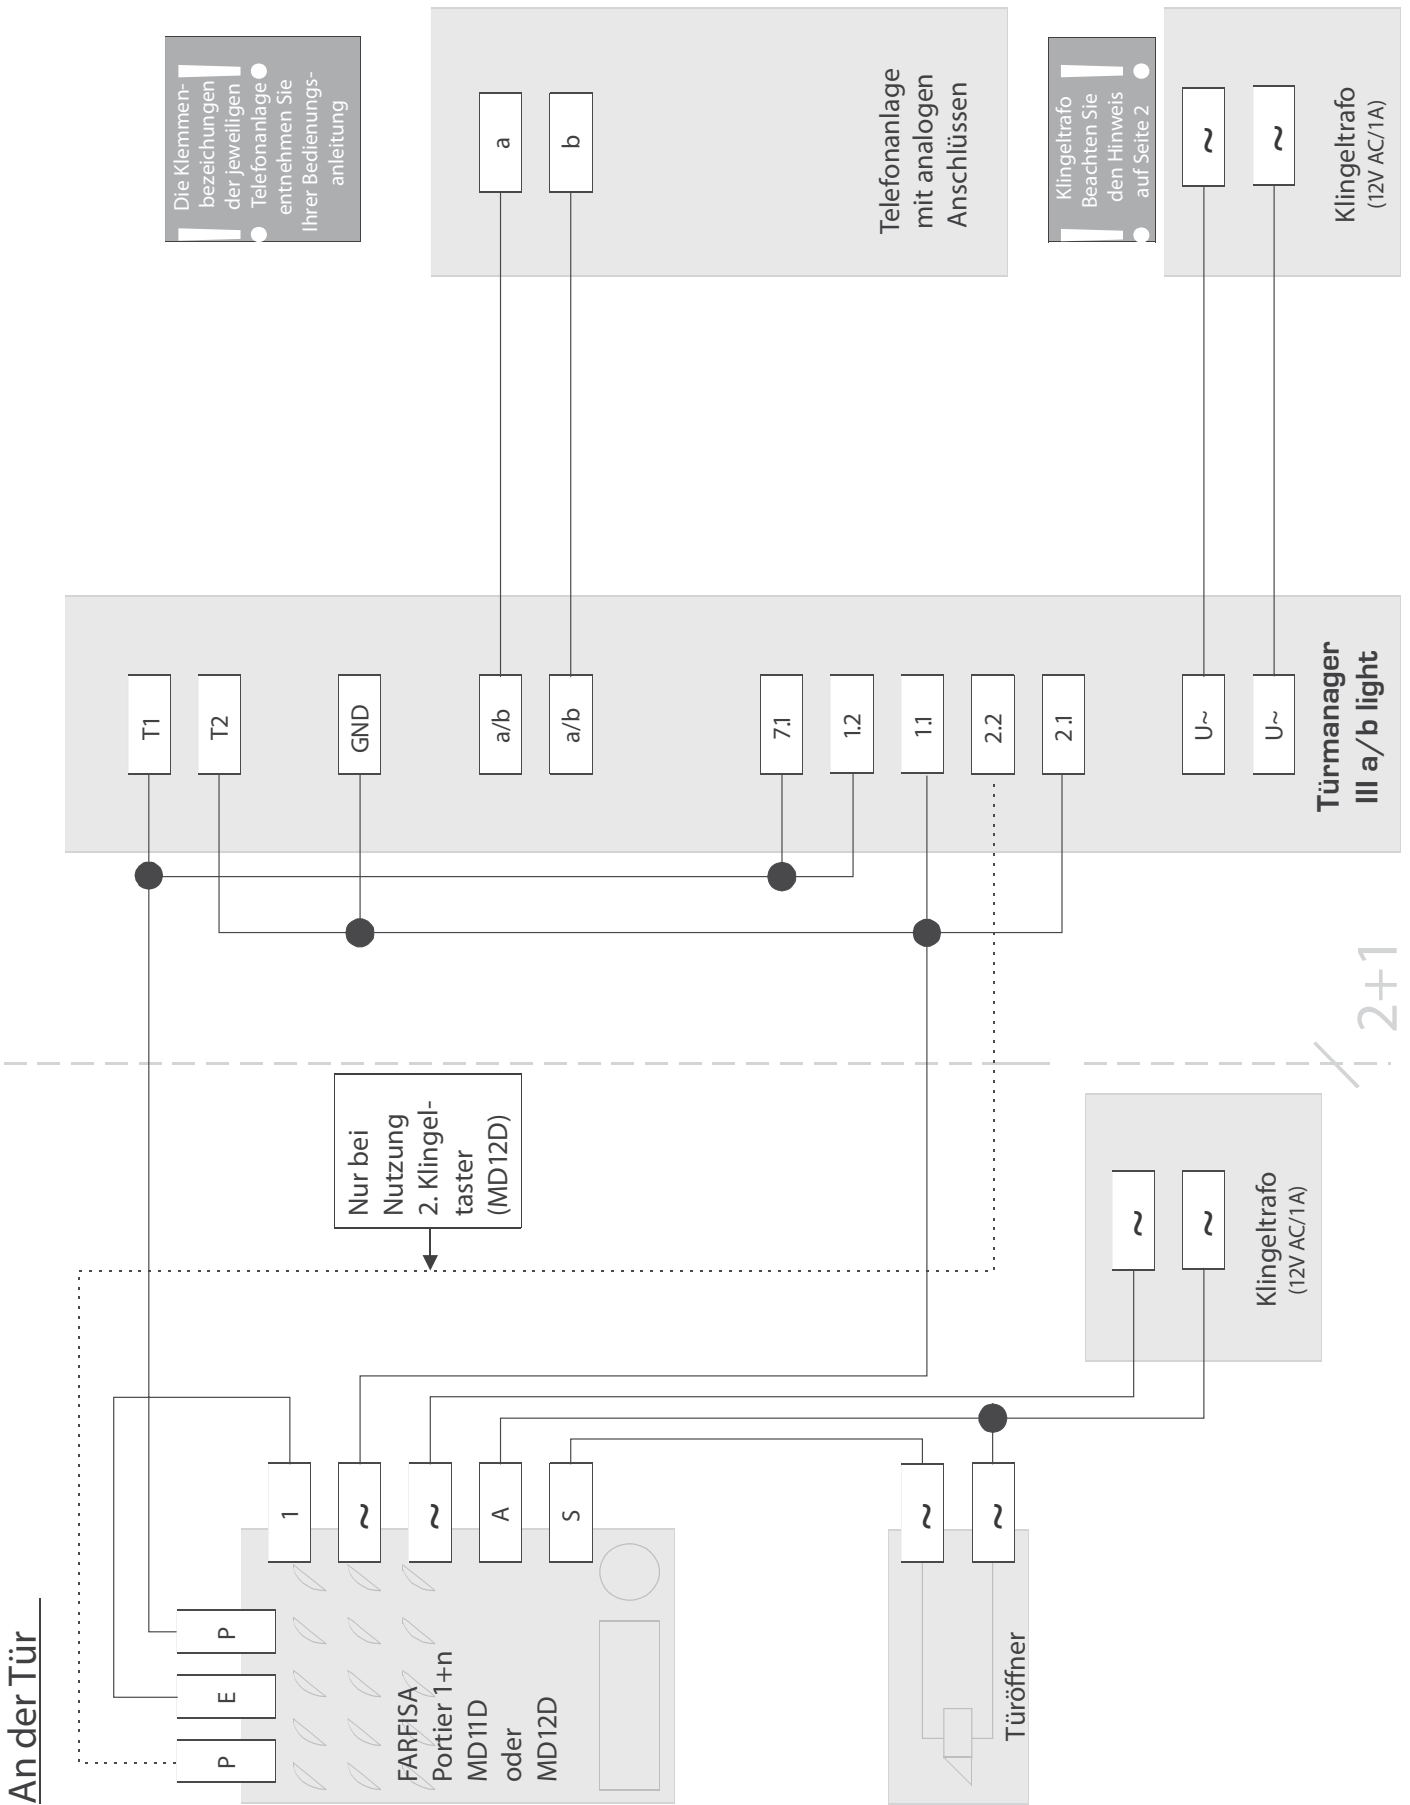 An der Tür
P
E
P
FARFISA
Portier 1+n
MD11D
oder
MD12D
1
~
~
A
S
Türöffner
~
~
Nur bei
Nutzung
2. Klingel-
taster
(MD12D)
~
~
Klingeltrafo
(12V AC/1A)
2+1
T1
T2
GND
a/b
a/b
7.1
1.2
1.1
2.2
2.1
U~
U~
Türmanager
III a/b light
! Die Klemmen- !
bezeichungen
der jeweiligen
Telefonanlage
entnehmen Sie
Ihrer Bedienungs-
anleitung
a
b
Telefonanlage
mit analogen
Anschlüssen
! Klingeltrafo !
Beachten Sie
den Hinweis
auf Seite 2
~
~
Klingeltrafo
(12V AC/1A)